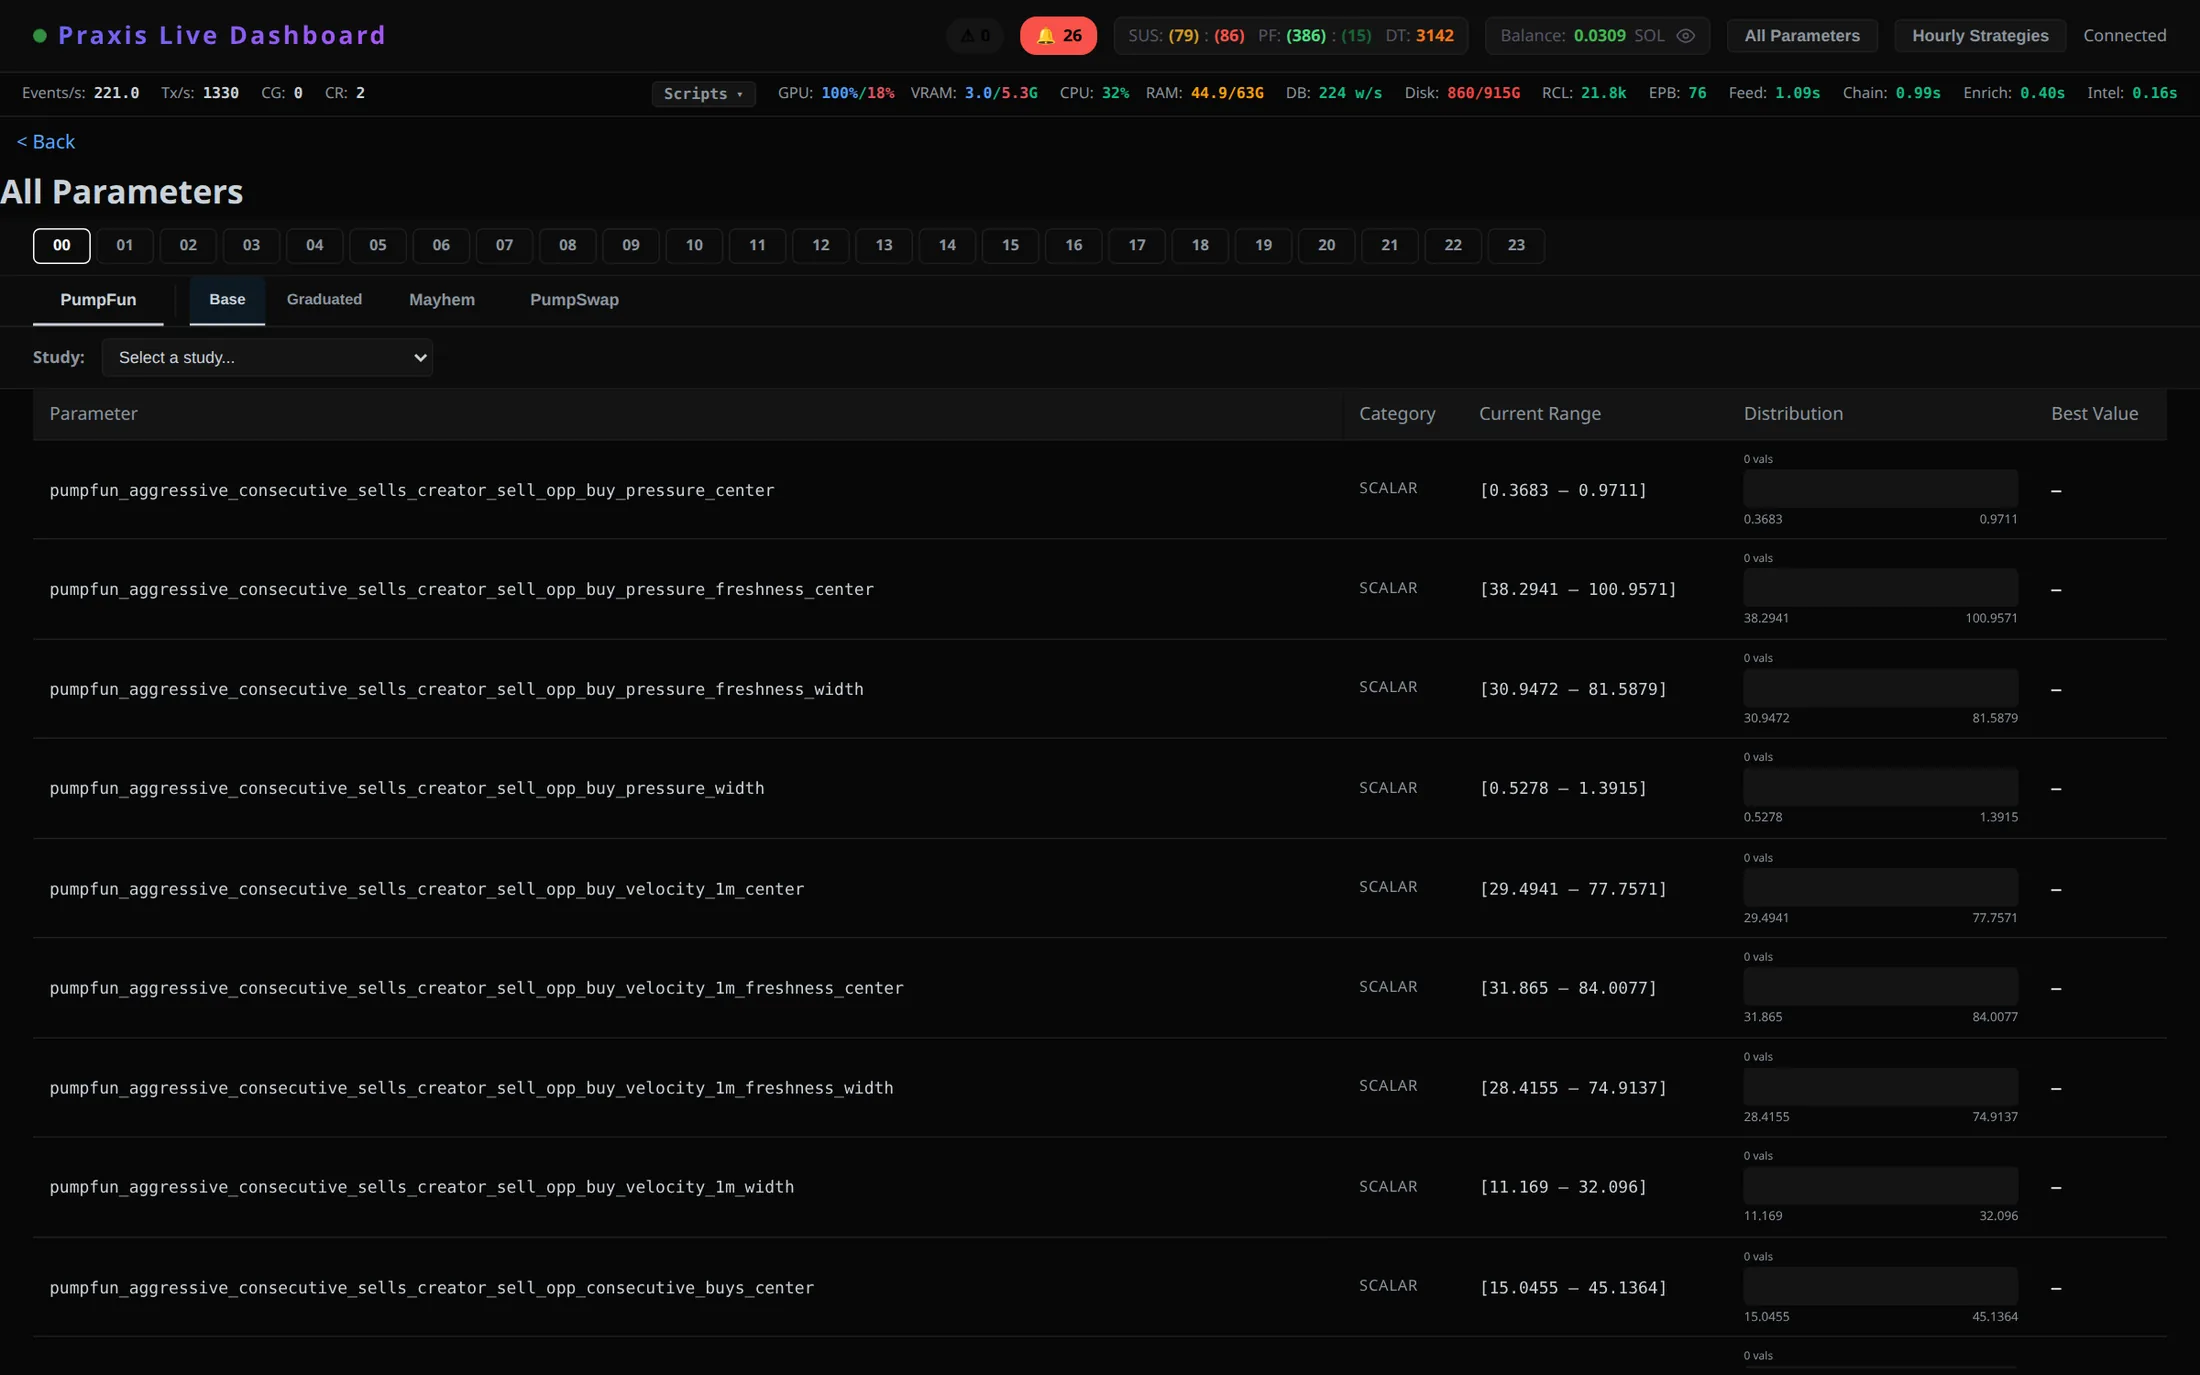 Praxis Live Dashboard
⚠ 0
🔔 26
SUS: (79) : (86) PF: (386) : (15) DT: 3142
Balance: 0.0309 SOL
All Parameters
Hourly Strategies
Connected
Events/s: 221.0 Tx/s: 1330 CG: 0 CR: 2
Scripts ▾
GPU: 100%/18% VRAM: 3.0/5.3G CPU: 32% RAM: 44.9/63G DB: 224 w/s Disk: 860/915G RCL: 21.8k EPB: 76 Feed: 1.09s Chain: 0.99s Enrich: 0.40s Intel: 0.16s
< Back
All Parameters
00 01 02 03 04 05 06 07 08 09 10 11 12 13 14 15 16 17 18 19 20 21 22 23
PumpFun Base Graduated Mayhem PumpSwap
Study: Select a study...
Parameter Category Current Range Distribution Best Value
0 vals
pumpfun_aggressive_consecutive_sells_creator_sell_opp_buy_pressure_center SCALAR [0.3683 – 0.9711] –
0.3683 0.9711
0 vals
pumpfun_aggressive_consecutive_sells_creator_sell_opp_buy_pressure_freshness_center SCALAR [38.2941 – 100.9571] –
38.2941 100.9571
0 vals
pumpfun_aggressive_consecutive_sells_creator_sell_opp_buy_pressure_freshness_width SCALAR [30.9472 – 81.5879] –
30.9472 81.5879
0 vals
pumpfun_aggressive_consecutive_sells_creator_sell_opp_buy_pressure_width SCALAR [0.5278 – 1.3915] –
0.5278 1.3915
0 vals
pumpfun_aggressive_consecutive_sells_creator_sell_opp_buy_velocity_1m_center SCALAR [29.4941 – 77.7571] –
29.4941 77.7571
0 vals
pumpfun_aggressive_consecutive_sells_creator_sell_opp_buy_velocity_1m_freshness_center SCALAR [31.865 – 84.0077] –
31.865 84.0077
0 vals
pumpfun_aggressive_consecutive_sells_creator_sell_opp_buy_velocity_1m_freshness_width SCALAR [28.4155 – 74.9137] –
28.4155 74.9137
0 vals
pumpfun_aggressive_consecutive_sells_creator_sell_opp_buy_velocity_1m_width SCALAR [11.169 – 32.096] –
11.169 32.096
0 vals
pumpfun_aggressive_consecutive_sells_creator_sell_opp_consecutive_buys_center SCALAR [15.0455 – 45.1364] –
15.0455 45.1364
0 vals